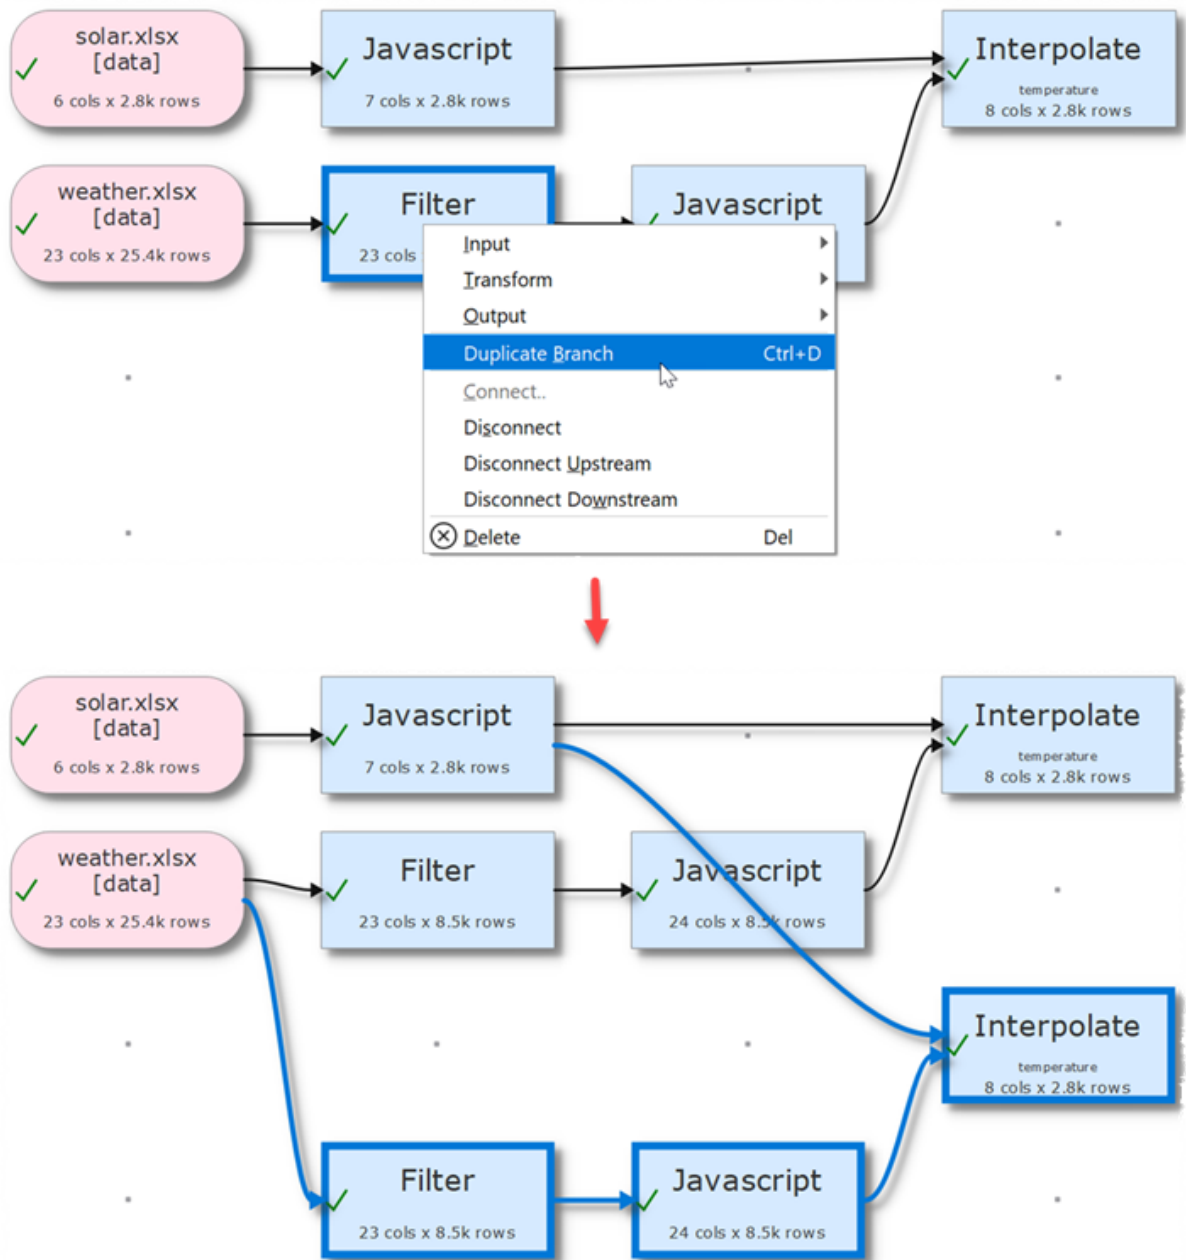 solar.xlsx
[data]
6 cols x 2.8k rows
Javascript
7 cols x 2.8k rows
Interpolate
temperature
8 cols x 2.8k rows
weather.xlsx
[data]
23 cols x 25.4k rows
Filter
23 cols
Javascript
Input
Transform
Output
Duplicate Branch Ctrl+D
Connect..
Disconnect
Disconnect Upstream
Disconnect Downstream
Delete Del
solar.xlsx
[data]
6 cols x 2.8k rows
Javascript
7 cols x 2.8k rows
Interpolate
temperature
8 cols x 2.8k rows
weather.xlsx
[data]
23 cols x 25.4k rows
Filter
23 cols x 8.5k rows
Javascript
24 cols x 8.5k rows
Interpolate
temperature
8 cols x 2.8k rows
Filter
23 cols x 8.5k rows
Javascript
24 cols x 8.5k rows